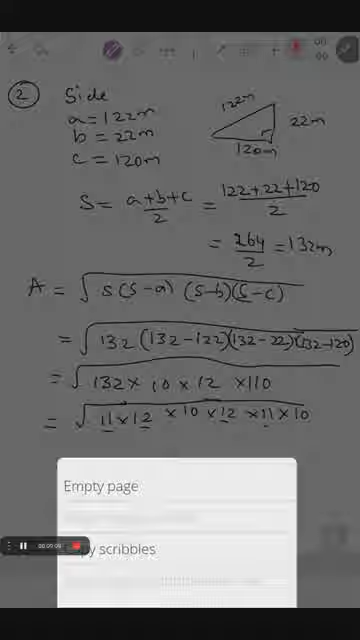 2 Side
a = 122m
b = 22m
c = 120m
122m
22m
120m
S = a+b+c/2 = 122+22+120/2
= 264/2 = 132m
A = √s(s-a)(s-b)(s-c)
= √132(132-122)(132-22)(132-120)
= √132 × 10 × 12 × 110
= √11 × 12 × 10 × 12 × 11 × 10
Empty page
scribbles